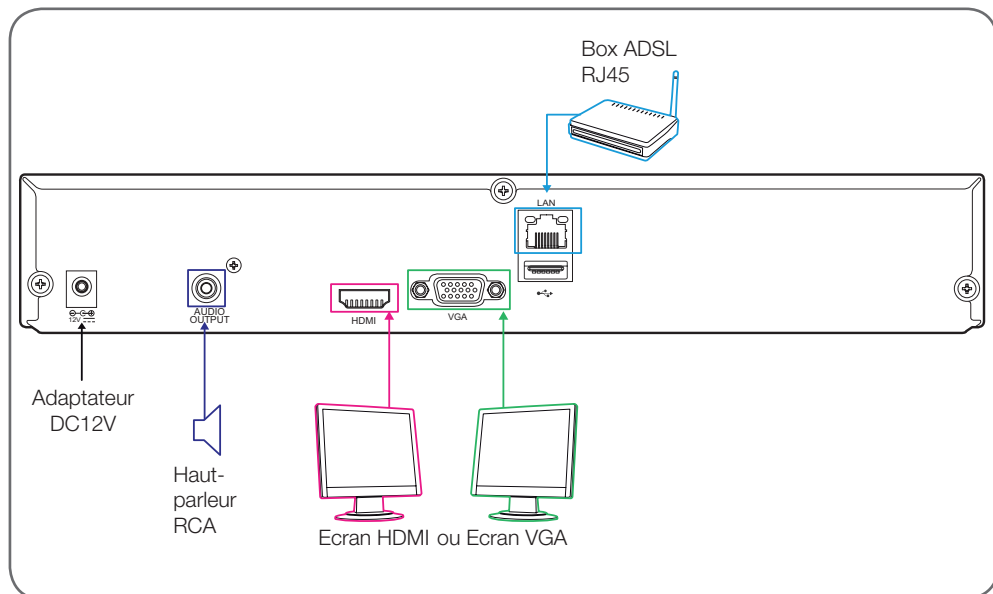 Box ADSL
RJ45
LAN
12V
AUDIO
OUTPUT
HDMI
VGA
Adaptateur
DC12V
Haut-
parleur
RCA
Ecran HDMI ou Ecran VGA